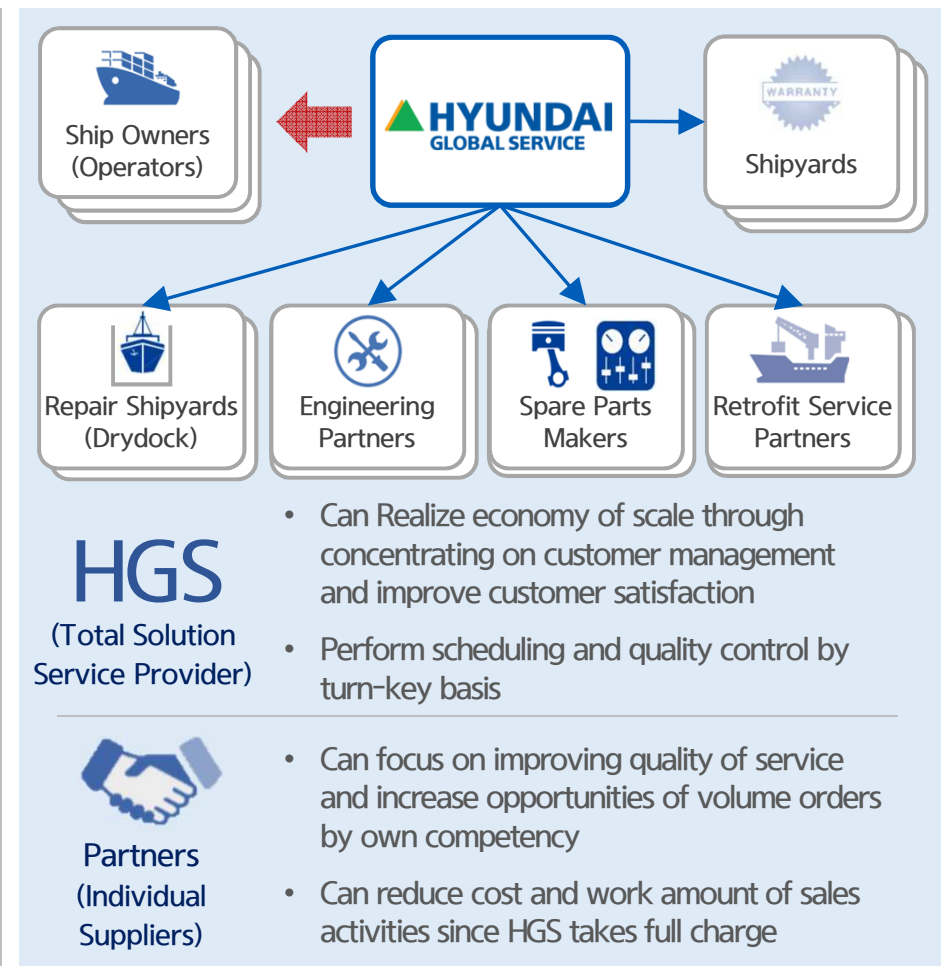 Ship Owners
(Operators)
HYUNDAI
GLOBAL SERVICE
WARRANTY
Shipyards
Repair Shipyards
(Drydock)
Engineering
Partners
Spare Parts
Makers
Retrofit Service
Partners
HGS
(Total Solution
Service Provider)
• Can Realize economy of scale through
concentrating on customer management
and improve customer satisfaction
• Perform scheduling and quality control by
turn-key basis
Partners
(Individual
Suppliers)
• Can focus on improving quality of service
and increase opportunities of volume orders
by own competency
• Can reduce cost and work amount of sales
activities since HGS takes full charge